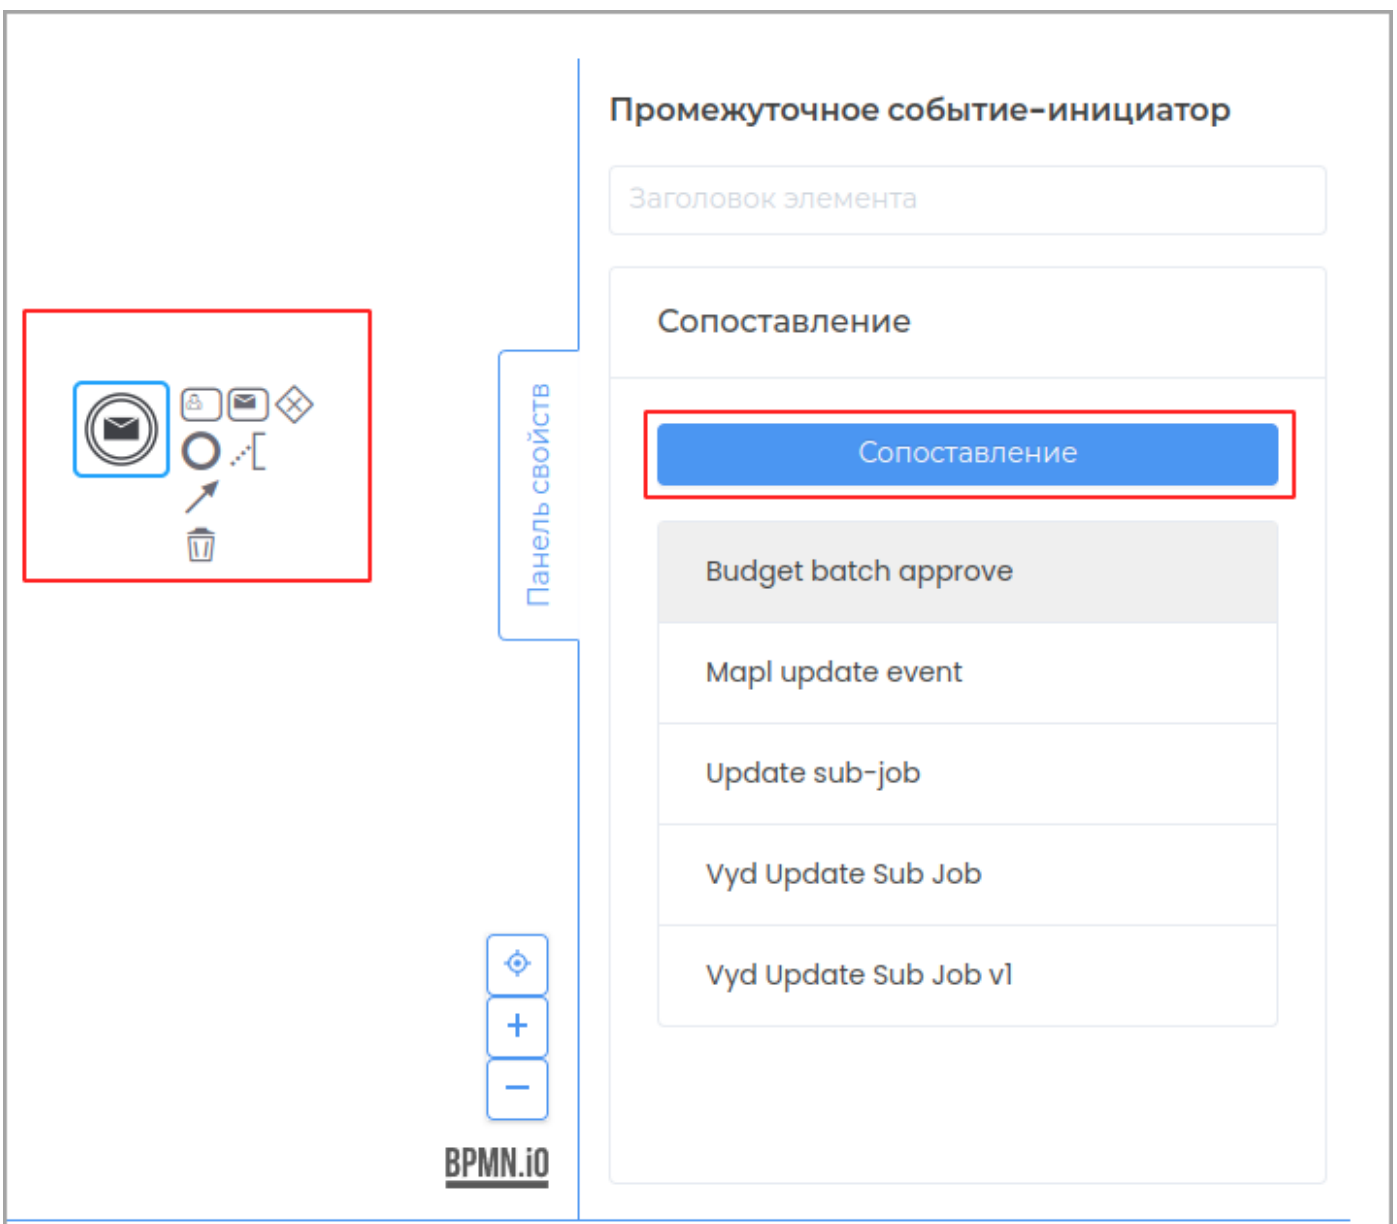 Промежуточное событие-инициатор
Заголовок элемента
Сопоставление
Панель свойств
Сопоставление
Budget batch approve
Mapl update event
Update sub-job
Vyd Update Sub Job
Vyd Update Sub Job v1
+
−
BPMN.iO